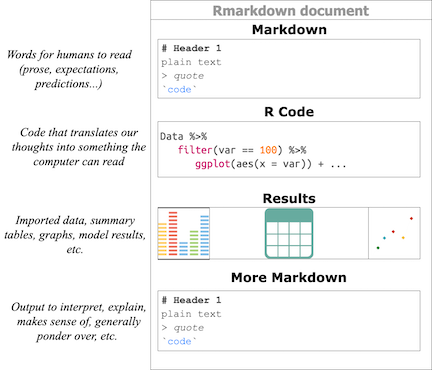 Rmarkdown document
Markdown
Words for humans to read
(prose, expectations,
predictions...)
# Header 1
plain text
> quote
`code`
R Code
Code that translates our
thoughts into something the
computer can read
Data %>%
filter(var == 100) %>%
ggplot(aes(x = var)) + ...
Results
Imported data, summary
tables, graphs, model results,
etc.
More Markdown
Output to interpret, explain,
makes sense of, generally
ponder over, etc.
# Header 1
plain text
> quote
`code`